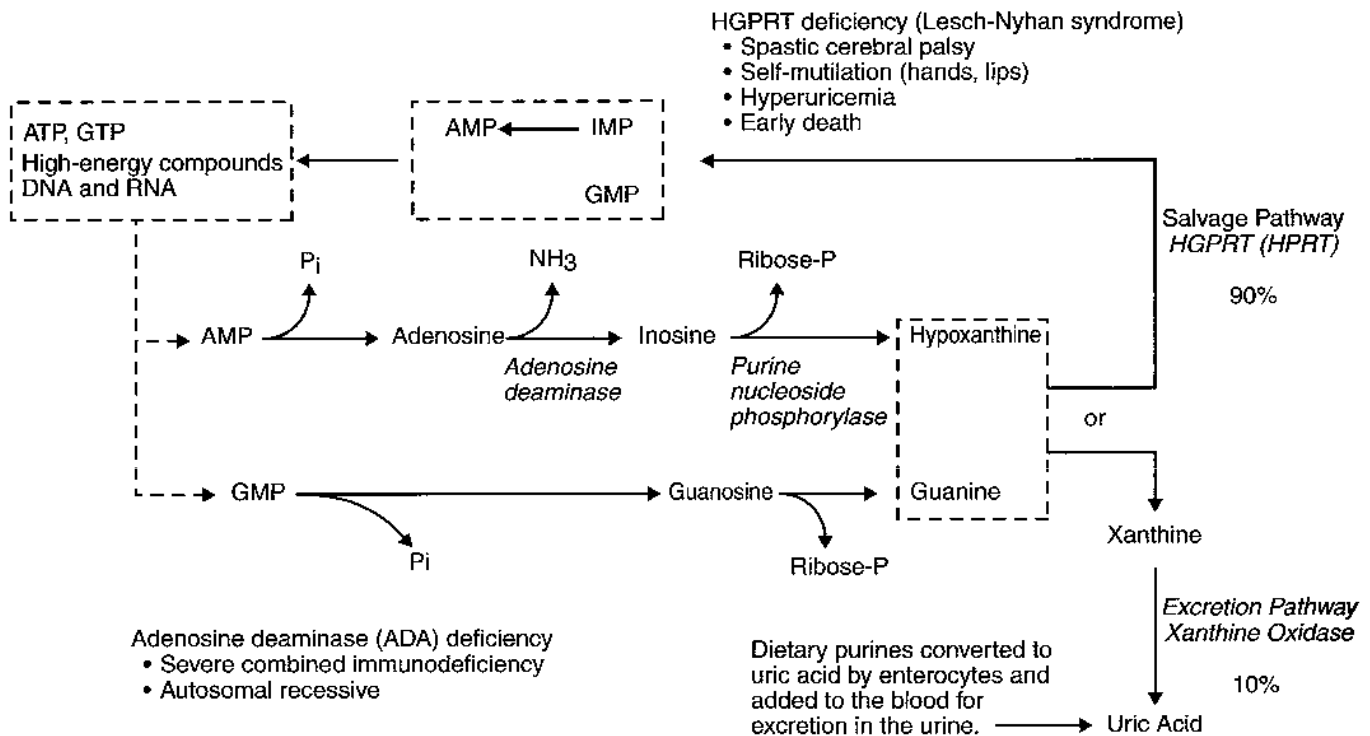 HGPRT deficiency (Lesch-Nyhan syndrome)
• Spastic cerebral palsy
• Self-mutilation (hands, lips)
• Hyperuricemia
• Early death
ATP, GTP
High-energy compounds
DNA and RNA
AMP IMP
GMP
Salvage Pathway
HGPRT (HPRT)
90%
Pi NH3 Ribose-P
AMP Adenosine Inosine Hypoxanthine
Adenosine
deaminase
Purine
nucleoside
phosphorylase
or
GMP Guanosine Guanine
Pi Ribose-P
Xanthine
Excretion Pathway
Xanthine Oxidase
10%
Adenosine deaminase (ADA) deficiency
• Severe combined immunodeficiency
• Autosomal recessive
Dietary purines converted to
uric acid by enterocytes and
added to the blood for
excretion in the urine.
Uric Acid